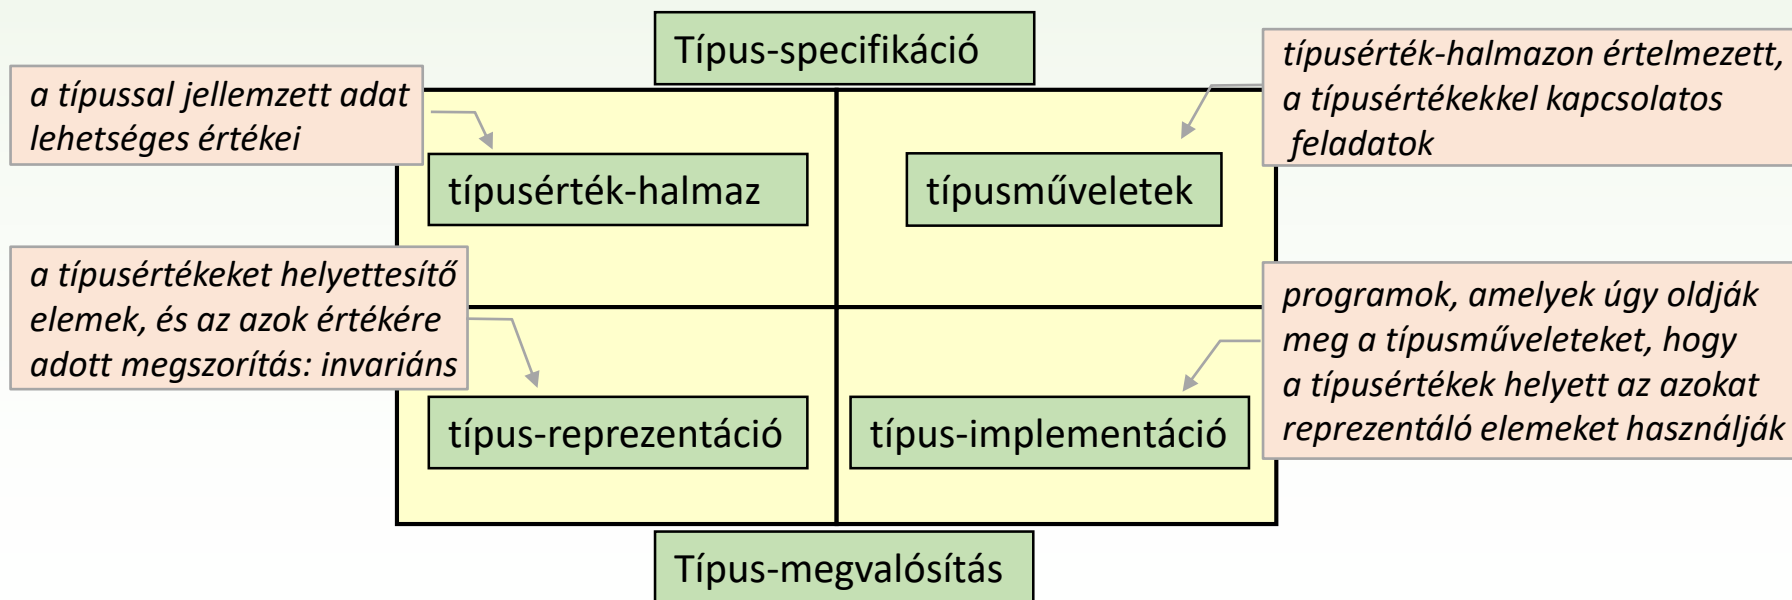 Típus-specifikáció
a típussal jellemzett adat
lehetséges értékei
típusérték-halmazon értelmezett,
a típusértékekkel kapcsolatos
feladatok
típusérték-halmaz
típusműveletek
a típusértékeket helyettesítő
elemek, és az azok értékére
adott megszorítás: invariáns
programok, amelyek úgy oldják
meg a típusműveleteket, hogy
a típusértékek helyett az azokat
reprezentáló elemeket használják
típus-reprezentáció
típus-implementáció
Típus-megvalósítás